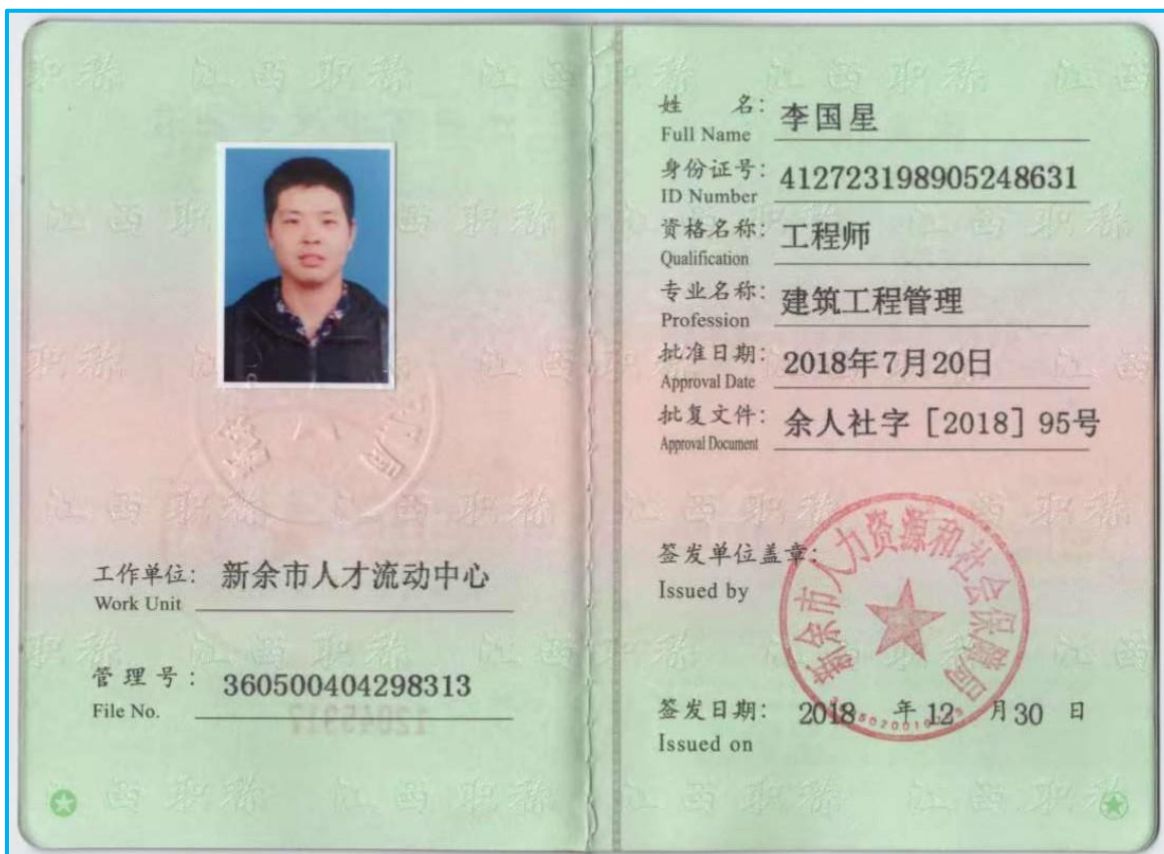 工作单位: 新余市人才流动中心
Work Unit
管理号: 360500404298313
File No.
姓 名: 李国星
Full Name
身份证号: 412723198905248631
ID Number
资格名称: 工程师
Qualification
专业名称: 建筑工程管理
Profession
批准日期: 2018年7月20日
Approval Date
批复文件: 余人社字[2018]95号
Approval Document
签发单位盖章:
Issued by
新余市人力资源和社会保障局
签发日期: 2018 年 12 月 30 日
Issued on
江西职称